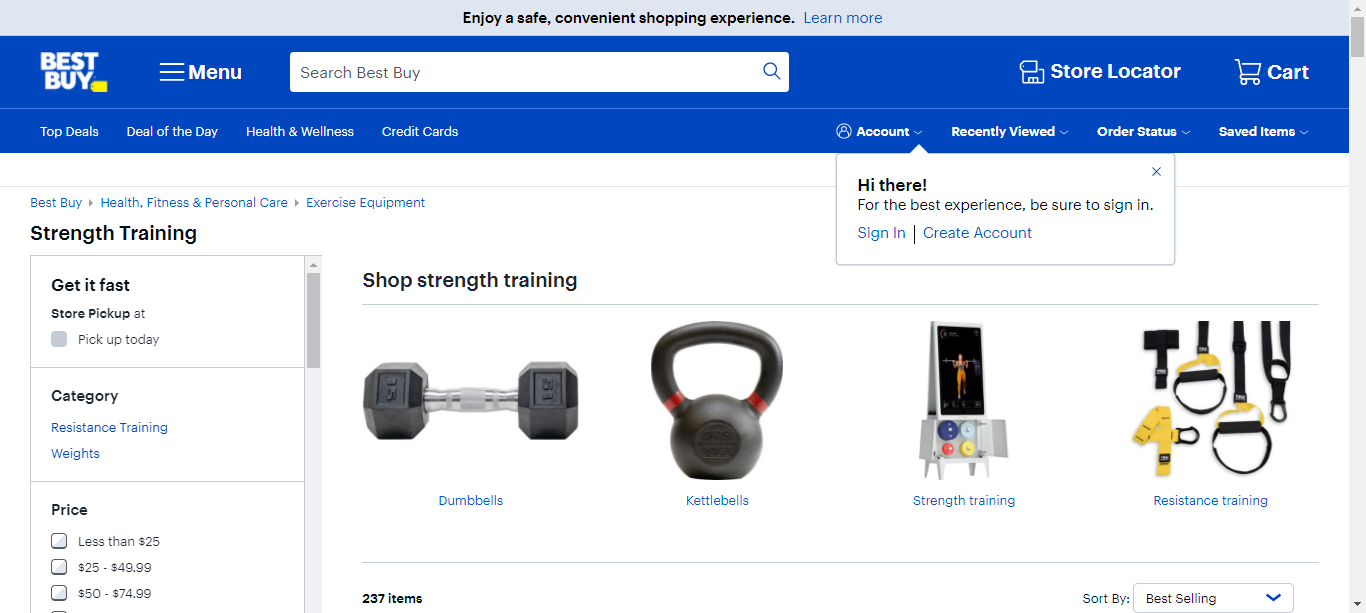 Enjoy a safe, convenient shopping experience. Learn more
BEST BUY
Menu
Search Best Buy
Store Locator
Cart
Top Deals
Deal of the Day
Health & Wellness
Credit Cards
Account
Recently Viewed
Order Status
Saved Items
Hi there!
For the best experience, be sure to sign in.
Sign In | Create Account
Best Buy
Health, Fitness & Personal Care
Exercise Equipment
Strength Training
Get it fast
Store Pickup at
Pick up today
Category
Resistance Training
Weights
Price
Less than $25
$25 - $49.99
$50 - $74.99
Shop strength training
Dumbbells
Kettlebells
Strength training
Resistance training
237 items
Sort By: Best Selling